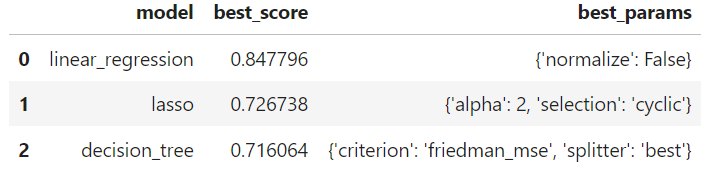 model best_score best_params
0 linear_regression 0.847796 {'normalize': False}
1 lasso 0.726738 {'alpha': 2, 'selection': 'cyclic'}
2 decision_tree 0.716064 {'criterion': 'friedman_mse', 'splitter': 'best'}